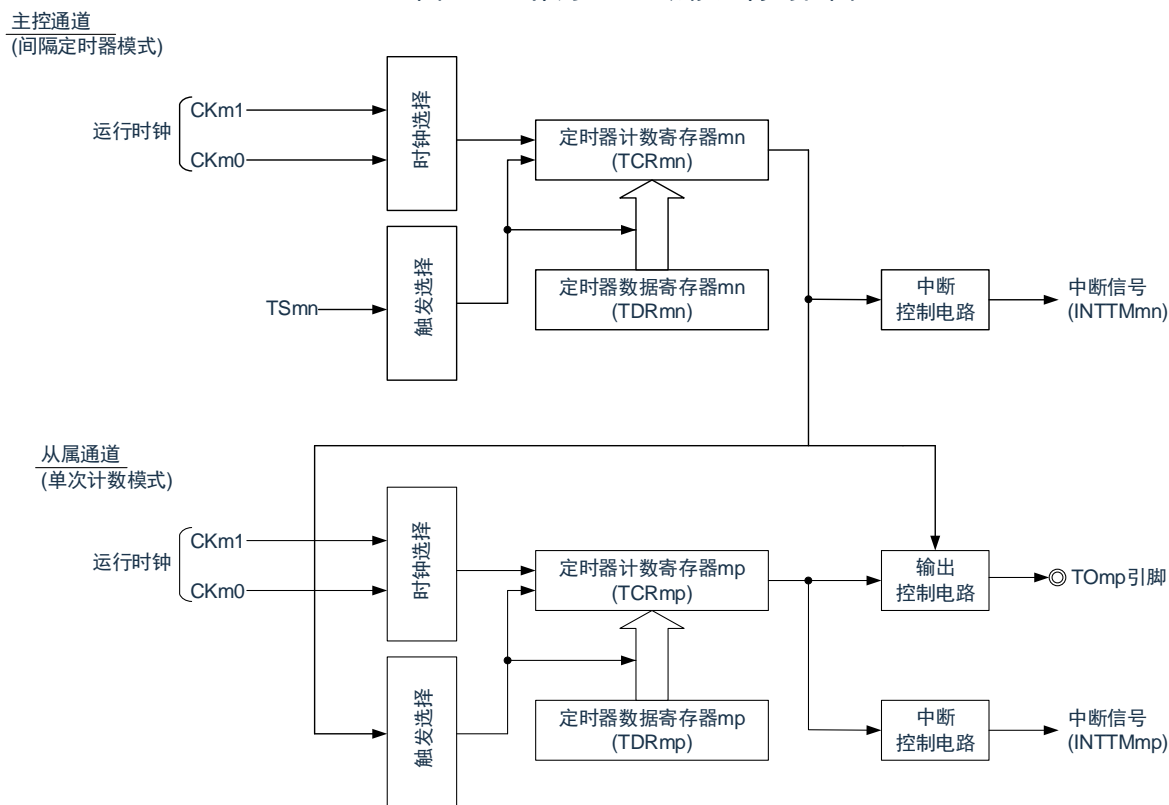 主控通道
(间隔定时器模式)
运行时钟
CKm1
CKm0
时钟选择
定时器计数寄存器mn
(TCRmn)
TSmn
触发选择
定时器数据寄存器mn
(TDRmn)
中断
控制电路
中断信号
(INTTMmn)
从属通道
(单次计数模式)
运行时钟
CKm1
CKm0
时钟选择
定时器计数寄存器mp
(TCRmp)
输出
控制电路
TOmp引脚
触发选择
定时器数据寄存器mp
(TDRmp)
中断
控制电路
中断信号
(INTTMmp)